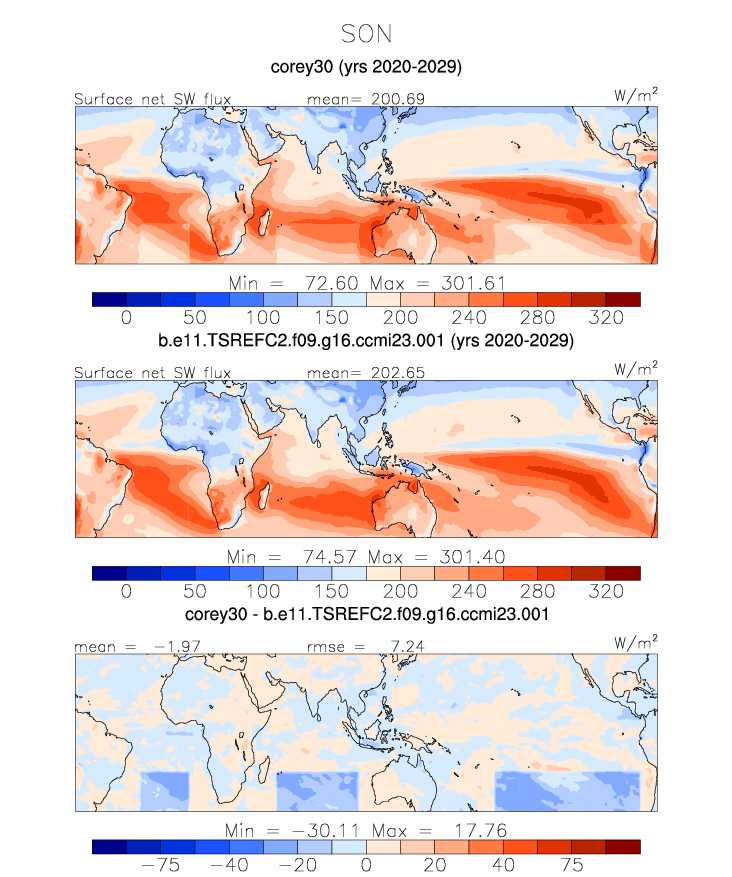 SON
corey30 (yrs 2020-2029)
Surface net SW flux mean= 200.69 W/m²
Min = 72.60 Max = 301.61
0 50 100 150 200 240 280 320
b.e11.TSREFC2.f09.g16.ccmi23.001 (yrs 2020-2029)
Surface net SW flux mean= 202.65 W/m²
Min = 74.57 Max = 301.40
0 50 100 150 200 240 280 320
corey30 - b.e11.TSREFC2.f09.g16.ccmi23.001
mean = -1.97 rmse = 7.24 W/m²
Min = -30.11 Max = 17.76
-75 -40 -20 0 20 40 75